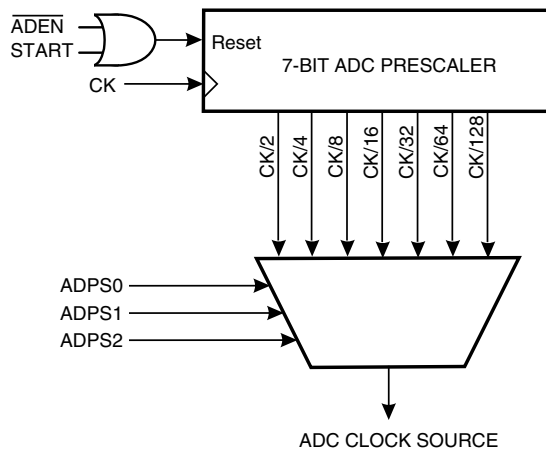 ADEN
START
Reset
7-BIT ADC PRESCALER
CK
CK/2
CK/4
CK/8
CK/16
CK/32
CK/64
CK/128
ADPS0
ADPS1
ADPS2
ADC CLOCK SOURCE